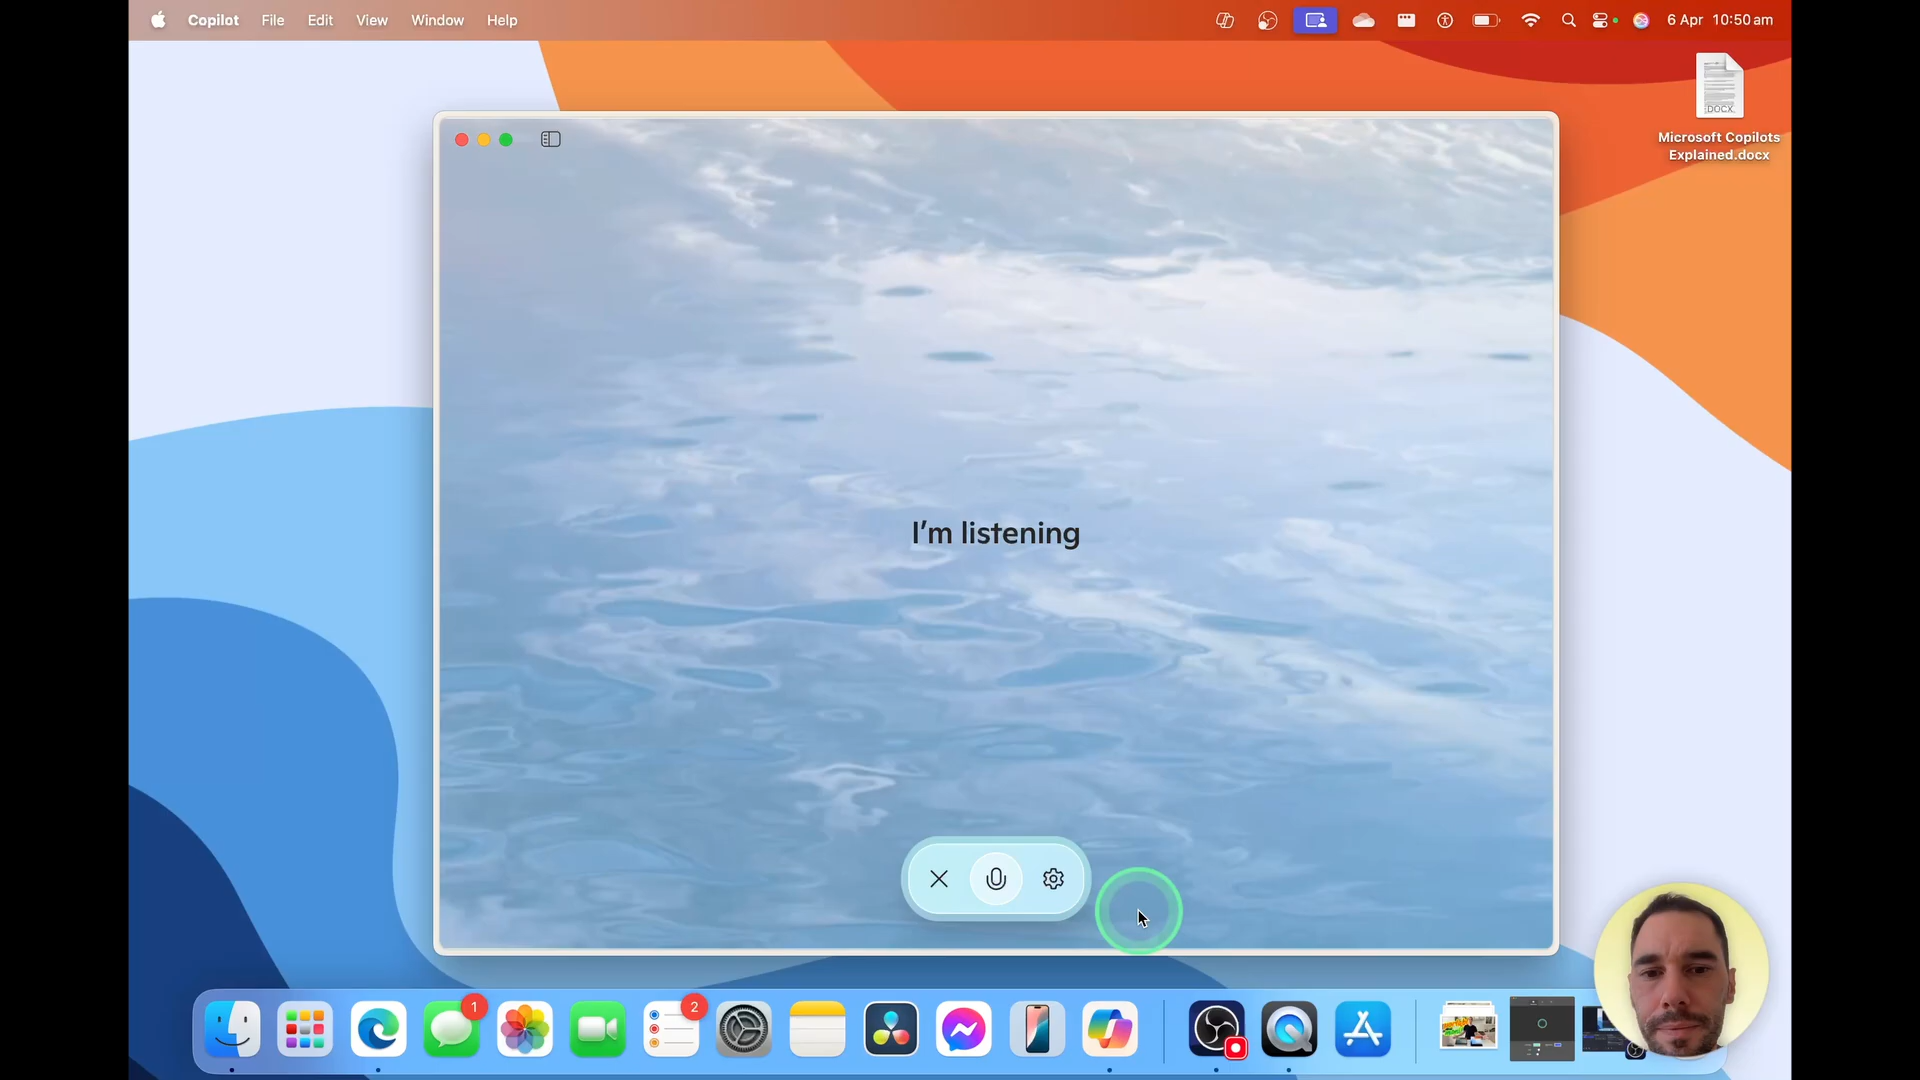 Copilot File Edit View Window Help 6 Apr 10:50 am
DOCX
Microsoft Copilots
Explained.docx
I'm listening
1
2